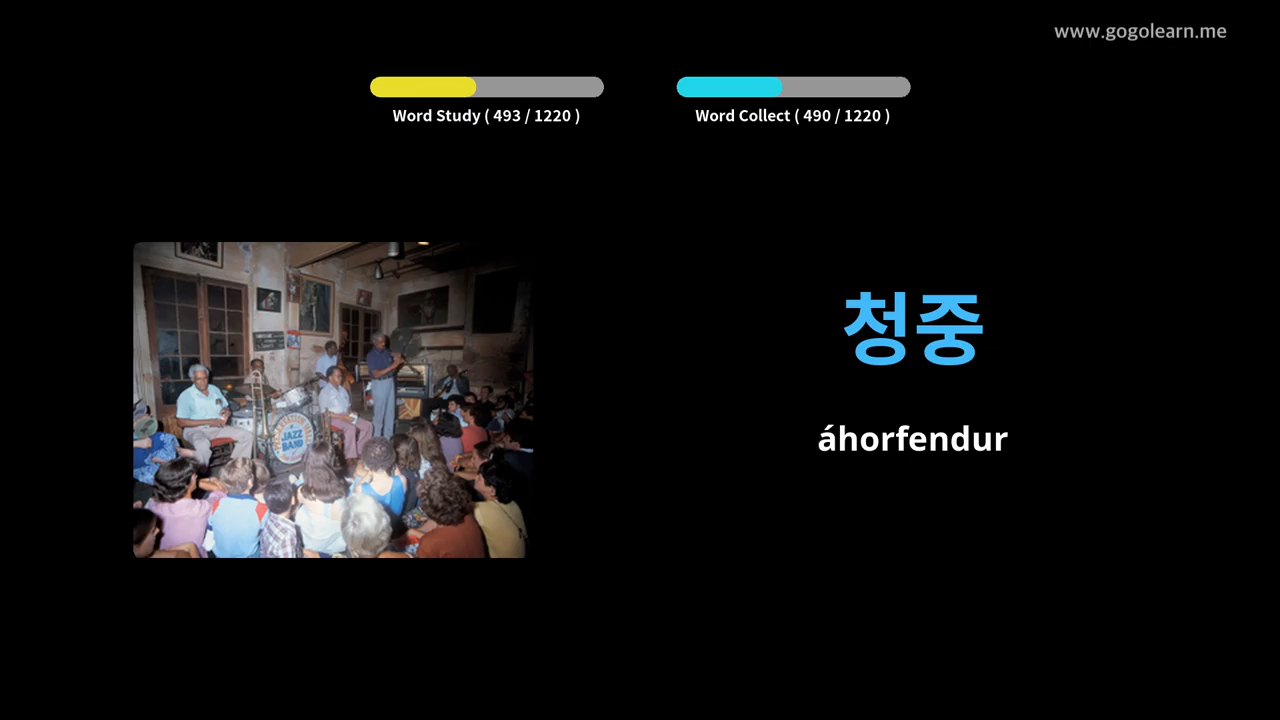 www.gogolearn.me
Word Study ( 493 / 1220 )
Word Collect ( 490 / 1220 )
청중
áhorfendur
JAZZ
BAND